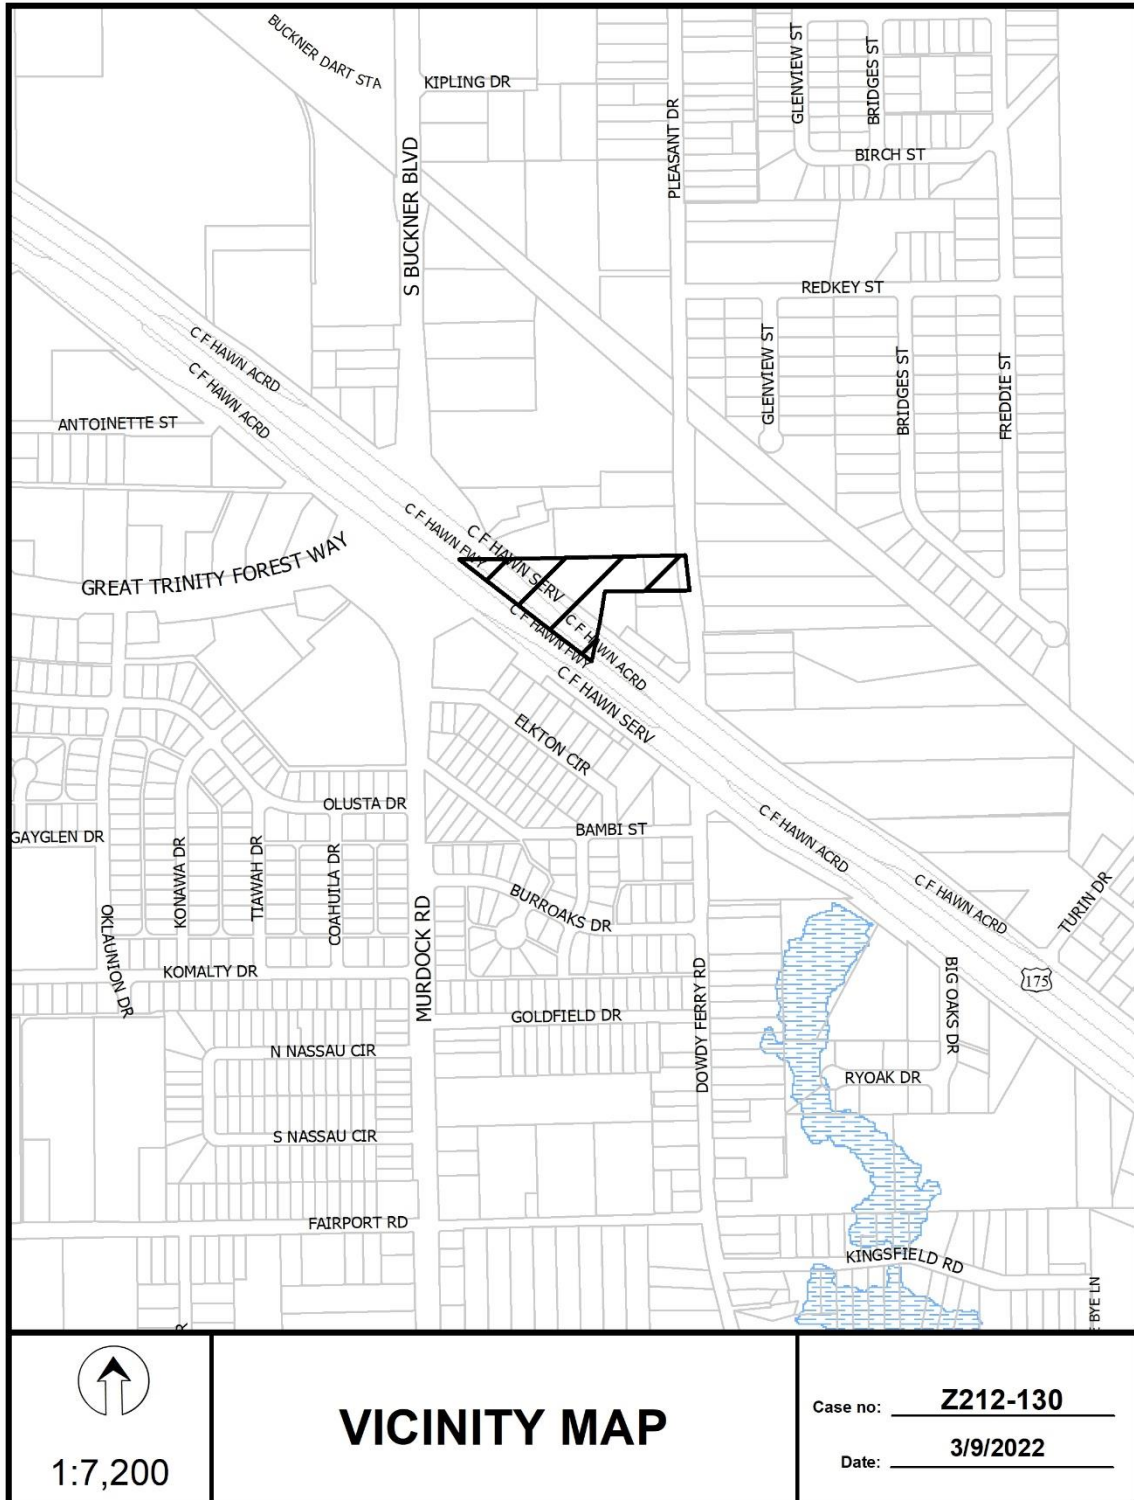 BUCKNER DART STA
KIPLING DR
S BUCKNER BLVD
PLEASANT DR
GLENVIEW ST
BRIDGES ST
BIRCH ST
REDKEY ST
GLENVIEW ST
BRIDGES ST
FREDDIE ST
C F HAWN ACRD
C F HAWN ACRD
ANTOINETTE ST
C F HAWN FWY
C F HAWN SERV
GREAT TRINITY FOREST WAY
C F HAWN FWY
C F HAWN ACRD
C F HAWN SERV
ELKTON CIR
OLUSTA DR
BAMBI ST
C F HAWN ACRD
GAYGLEN DR
KONAWA DR
TIAWAH DR
COAHUILA DR
MURDOCK RD
BURROAKS DR
C F HAWN ACRD
TURIN DR
OKLAUNION DR
KOMALTY DR
DOWDY FERRY RD
BIG OAKS DR
175
GOLDFIELD DR
N NASSAU CIR
RYOAK DR
S NASSAU CIR
FAIRPORT RD
KINGSFIELD RD
BYE LN
1:7,200
VICINITY MAP
Case no: Z212-130
Date: 3/9/2022